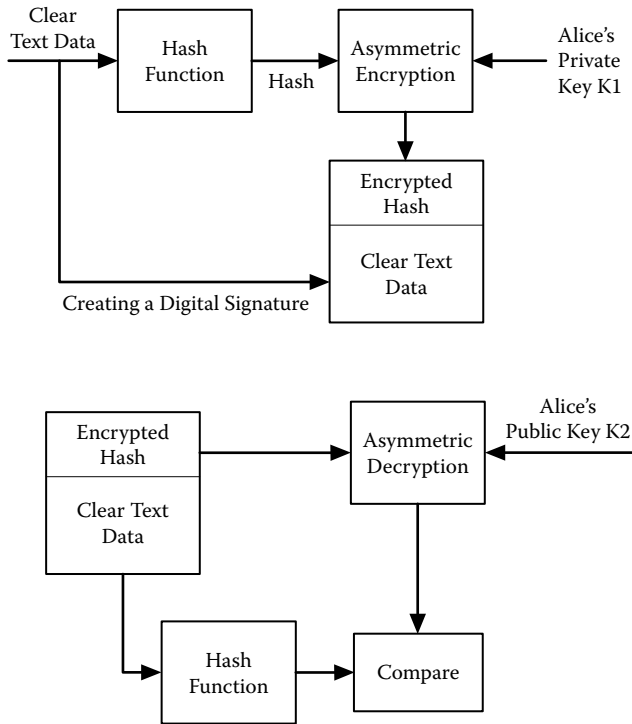 Clear
Text Data
Hash
Function
Hash
Asymmetric
Encryption
Alice’s
Private
Key K1
Encrypted
Hash
Clear Text
Data
Creating a Digital Signature
Encrypted
Hash
Clear Text
Data
Asymmetric
Decryption
Alice’s
Public Key K2
Hash
Function
Compare